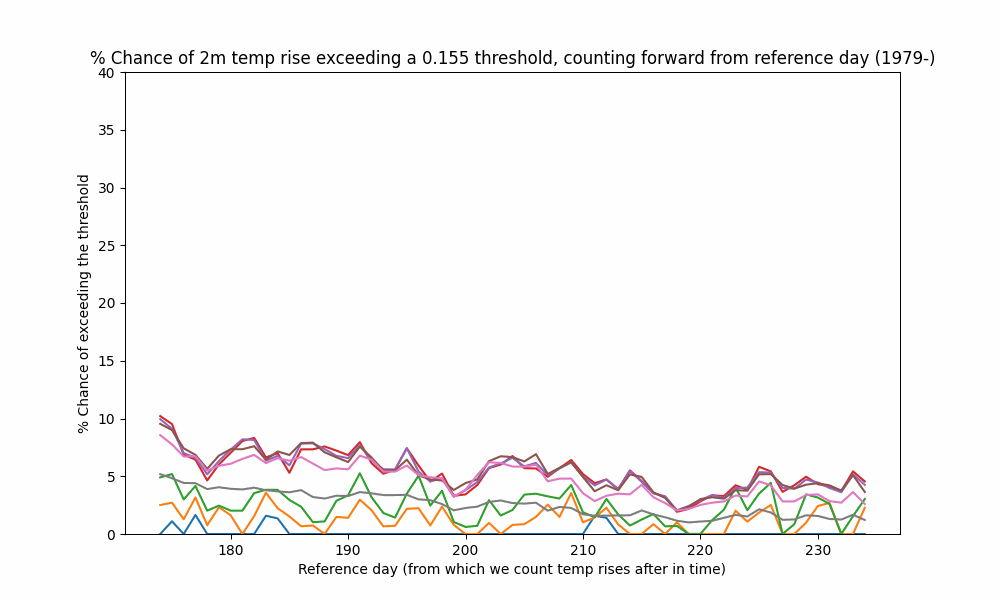 % Chance of 2m temp rise exceeding a 0.155 threshold, counting forward from reference day (1979-)
40
35
30
25
20
15
10
5
0
% Chance of exceeding the threshold
180 190 200 210 220 230
Reference day (from which we count temp rises after in time)